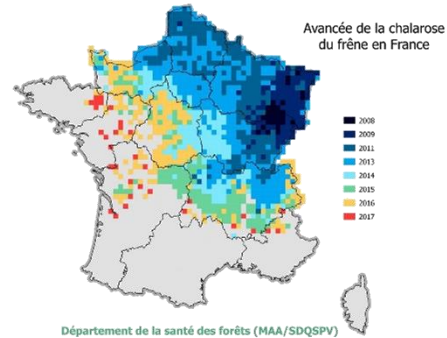 Avancée de la chalarose
du frêne en France
2008
2009
2011
2013
2014
2015
2016
2017
Département de la santé des forêts (MAA/SDQSPV)